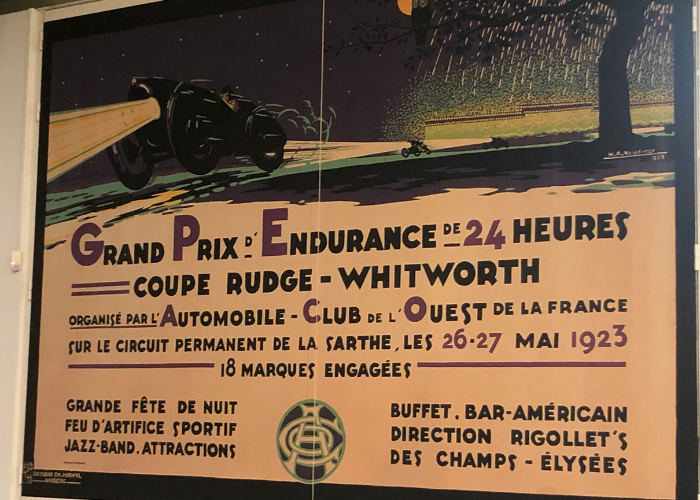 GRAND PRIX D'ENDURANCE DE 24 HEURES
COUPE RUDGE - WHITWORTH
ORGANISÉ PAR L'AUTOMOBILE - CLUB DE L'OUEST DE LA FRANCE
SUR LE CIRCUIT PERMANENT DE LA SARTHE, LES 26-27 MAI 1923
18 MARQUES ENGAGÉES
GRANDE FÊTE DE NUIT
FEU D'ARTIFICE SPORTIF
JAZZ-BAND. ATTRACTIONS
BUFFET. BAR-AMÉRICAIN
DIRECTION RIGOLLET'S
DES CHAMPS - ÉLYSÉES
ANGERS
1923